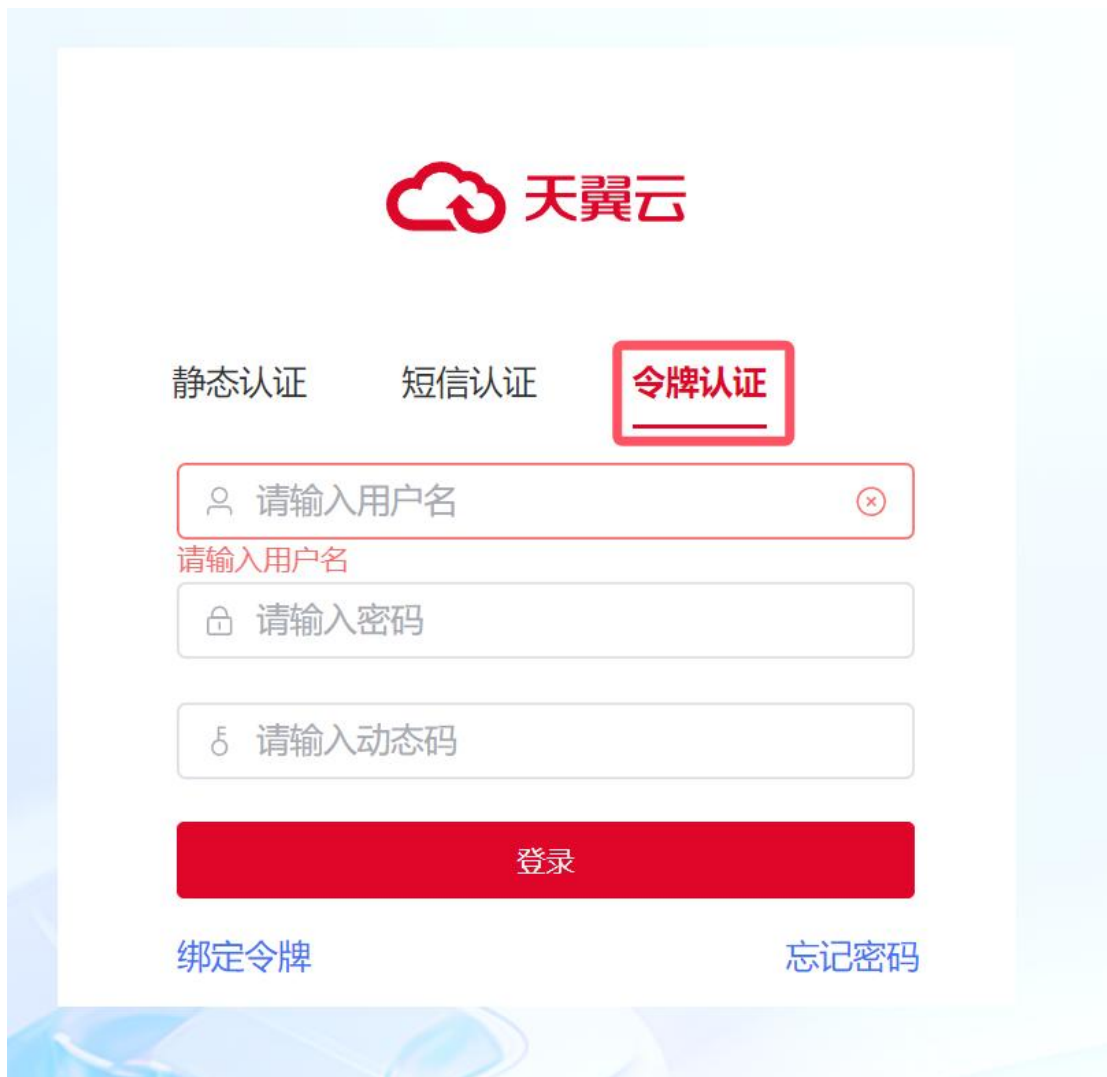 天翼云
静态认证 短信认证 令牌认证
请输入用户名
请输入用户名
请输入密码
请输入动态码
登录
绑定令牌 忘记密码